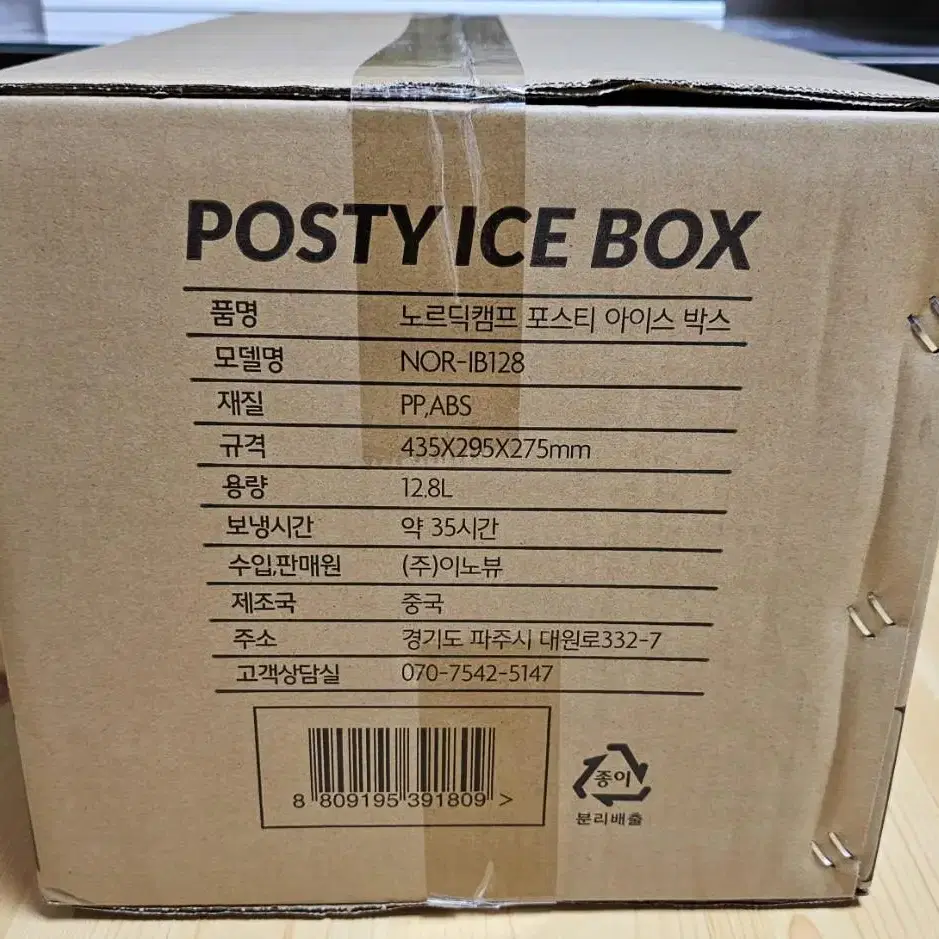 POSTY ICE BOX
품명 노르딕캠프 포스티 아이스 박스
모델명 NOR-IB128
재질 PP,ABS
규격 435X295X275mm
용량 12.8L
보냉시간 약 35시간
수입,판매원 (주)이노뷰
제조국 중국
주소 경기도 파주시 대원로332-7
고객상담실 070-7542-5147
8 809195 391809 >
종이
분리배출